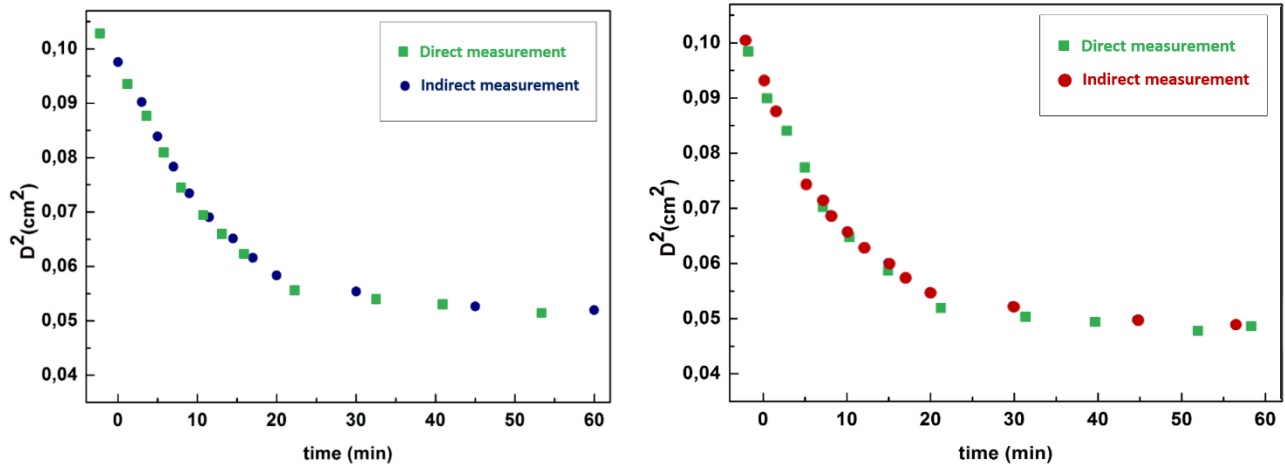 0,10
0,09
0,08
0,07
0,06
0,05
0,04
D²(cm²)
0 10 20 30 40 50 60
time (min)
Direct measurement
Indirect measurement
0,10
0,09
0,08
0,07
0,06
0,05
0,04
D²(cm²)
0 10 20 30 40 50 60
time (min)
Direct measurement
Indirect measurement